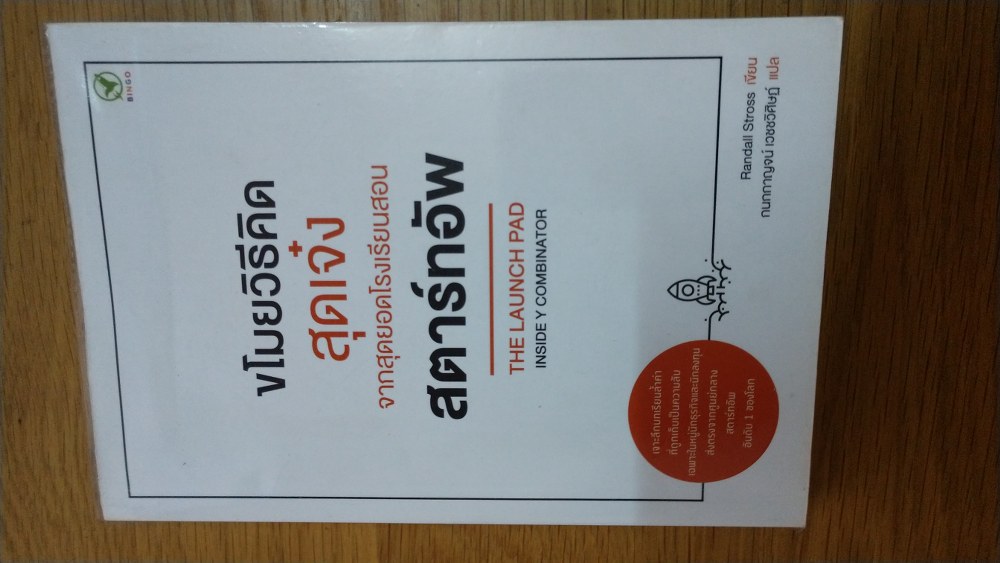 BINGO
ขโมยวิธีคิด
สุดเจ๋ง
จากสุดยอดโรงเรียนสอน
สตาร์ทอัพ
THE LAUNCH PAD
INSIDE Y COMBINATOR
เจาะลึกบทเรียนล้ำค่า
ที่ถูกเก็บเป็นความลับ
เฉพาะในหมู่นักธุรกิจและนักลงทุน
ส่งตรงจากศูนย์กลาง
สตาร์ทอัพ
อันดับ 1 ของโลก
Randall Stross เขียน
กนกกาญจน์ เวชชวิศิษฏ์ แปล